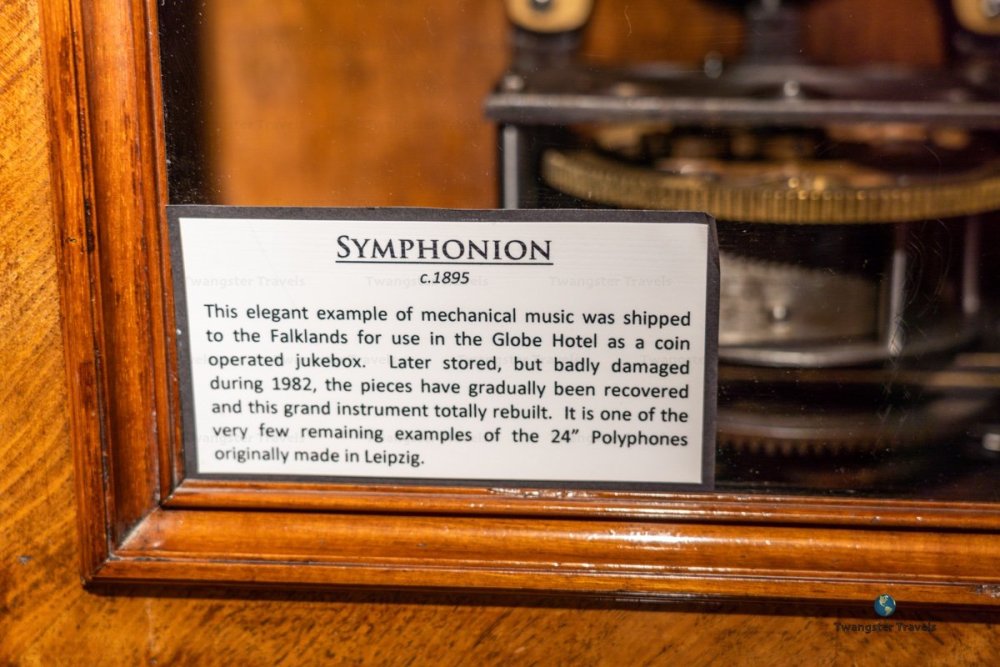 SYMPHONION
c.1895
This elegant example of mechanical music was shipped
to the Falklands for use in the Globe Hotel as a coin
operated jukebox. Later stored, but badly damaged
during 1982, the pieces have gradually been recovered
and this grand instrument totally rebuilt. It is one of the
very few remaining examples of the 24” Polyphones
originally made in Leipzig.
Twangster Travels